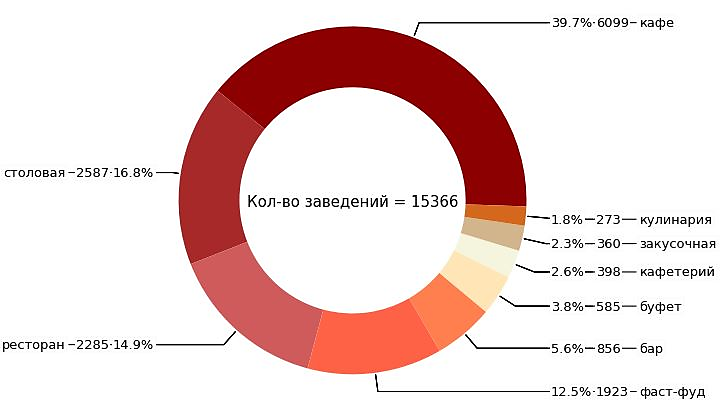 39.7%·6099─ кафе
столовая ─2587·16.8%
Кол-во заведений = 15366
1.8%─273─ кулинария
2.3%─360─ закусочная
2.6%─398─ кафетерий
3.8%─585─ буфет
ресторан ─2285·14.9%
5.6%─856─ бар
12.5%·1923─ фаст-фуд